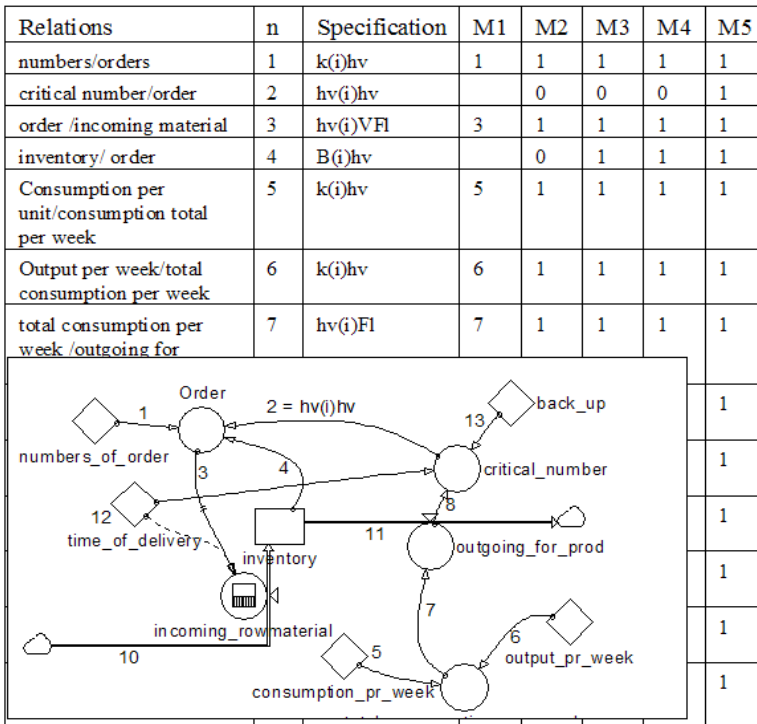 Relations n Specification M1 M2 M3 M4 M5
numbers/orders 1 k(i)hv 1 1 1 1 1
critical number/order 2 hv(i)hv 0 0 0 1
order /incoming material 3 hv(i)VFl 3 1 1 1 1
inventory/ order 4 B(i)hv 0 1 1 1
Consumption per 5 k(i)hv 5 1 1 1 1
unit/consumption total
per week
Output per week/total 6 k(i)hv 6 1 1 1 1
consumption per week
total consumption per 7 hv(i)Fl 7 1 1 1 1
week /outgoing for
Order
1
2 = hv(i)hv
back_up
1
13
numbers_of_order
3
4
critical_number
1
12
8
1
time_of_delivery
11
inventory
outgoing_for_prod
1
7
incoming_rowmaterial
6
1
10
5
output_pr_week
consumption_pr_week
1